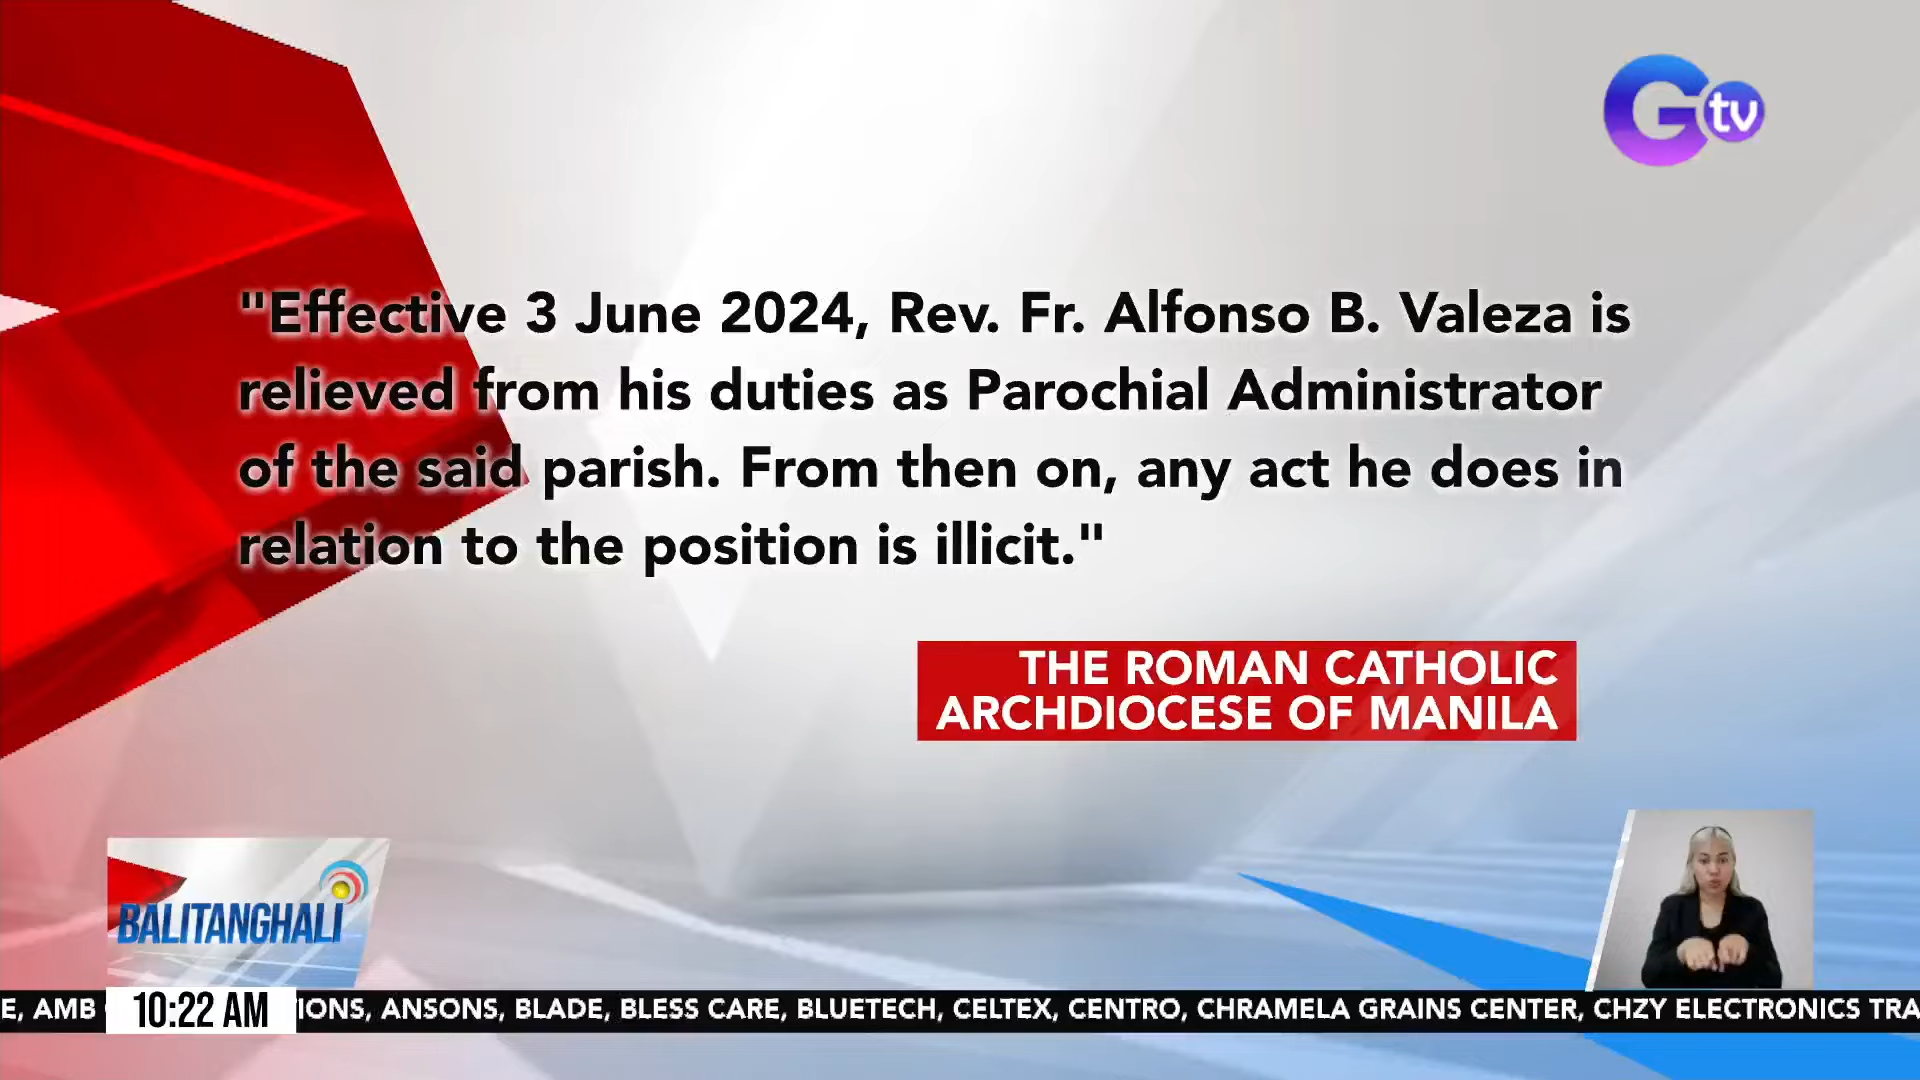 Gtv
"Effective 3 June 2024, Rev. Fr. Alfonso B. Valeza is
relieved from his duties as Parochial Administrator
of the said parish. From then on, any act he does in
relation to the position is illicit."
THE ROMAN CATHOLIC
ARCHDIOCESE OF MANILA
BALITANGHALI
E, AMB
10:22 AM
IONS, ANSONS, BLADE, BLESS CARE, BLUETECH, CELTEX, CENTRO, CHRAMELA GRAINS CENTER, CHZY ELECTRONICS TRA